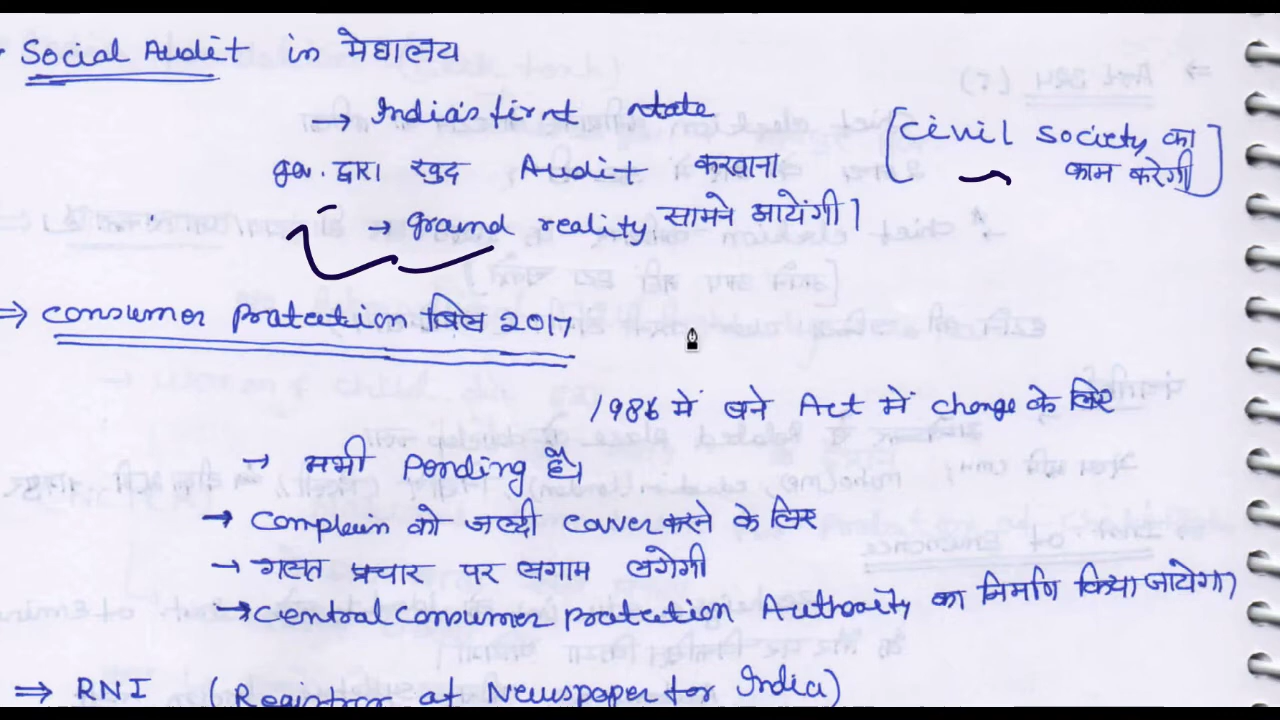 Social Audit in मेघालय
→ India's first state
[Civil society का
काम करेगी]
gov. द्वारा खुद Audit करवाना
→ ground reality सामने आयेंगी।
⇒ consumer protection बिल 2017
1986 में बने Act में change के लिए
→ अभी Pending है।
→ complein को जल्दी cover करने के लिए
→ गलत प्रचार पर लगाम लगेगी
→ central consumer protection Authority का निर्माण किया जायेगा।
⇒ RNI (Registrar of Newspaper for India)